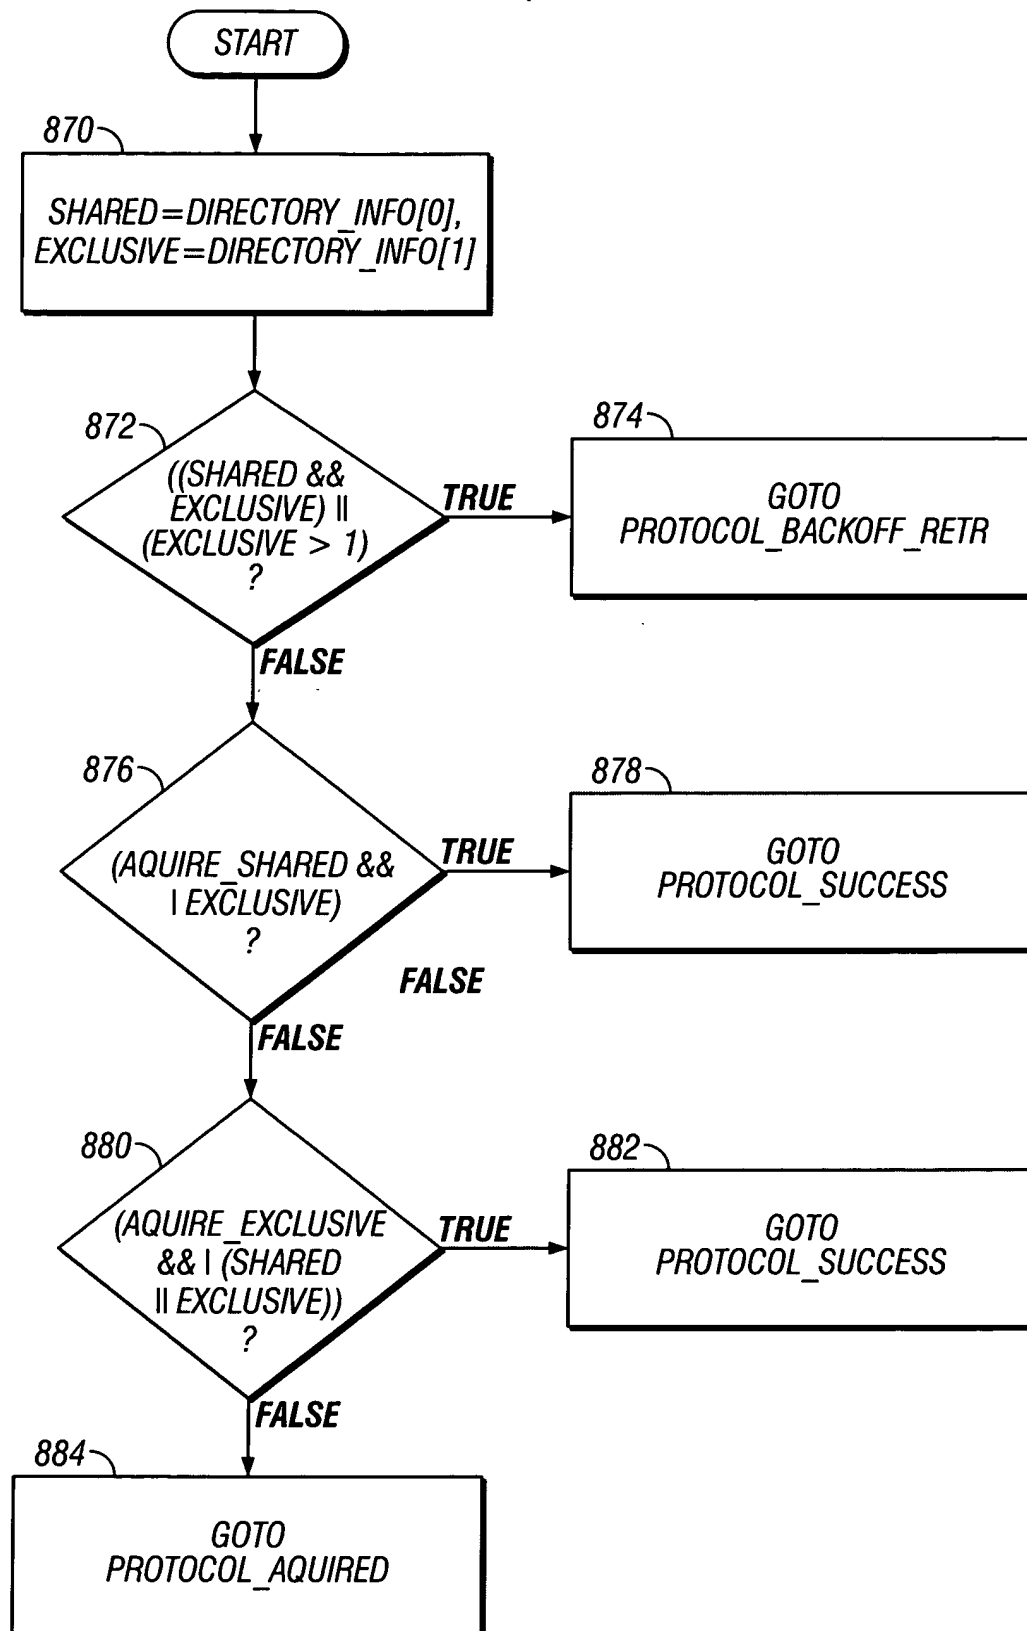 START
870
SHARED=DIRECTORY_INFO[0],
EXCLUSIVE=DIRECTORY_INFO[1]
872
((SHARED &&
EXCLUSIVE) ||
(EXCLUSIVE > 1)
?
TRUE
874
GOTO
PROTOCOL_BACKOFF_RETR
FALSE
876
(AQUIRE_SHARED &&
| EXCLUSIVE)
?
TRUE
878
GOTO
PROTOCOL_SUCCESS
FALSE
FALSE
880
(AQUIRE_EXCLUSIVE
&& | (SHARED
|| EXCLUSIVE))
?
TRUE
882
GOTO
PROTOCOL_SUCCESS
FALSE
884
GOTO
PROTOCOL_AQUIRED